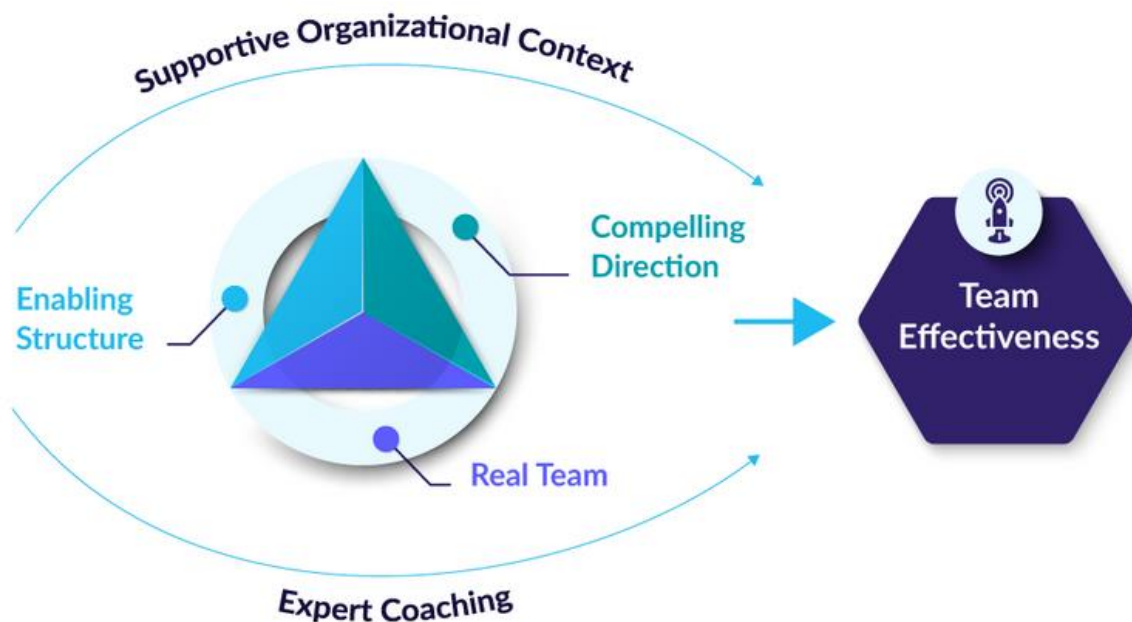 Supportive Organizational Context
Compelling
Direction
Enabling
Structure
Real Team
Team
Effectiveness
Expert Coaching